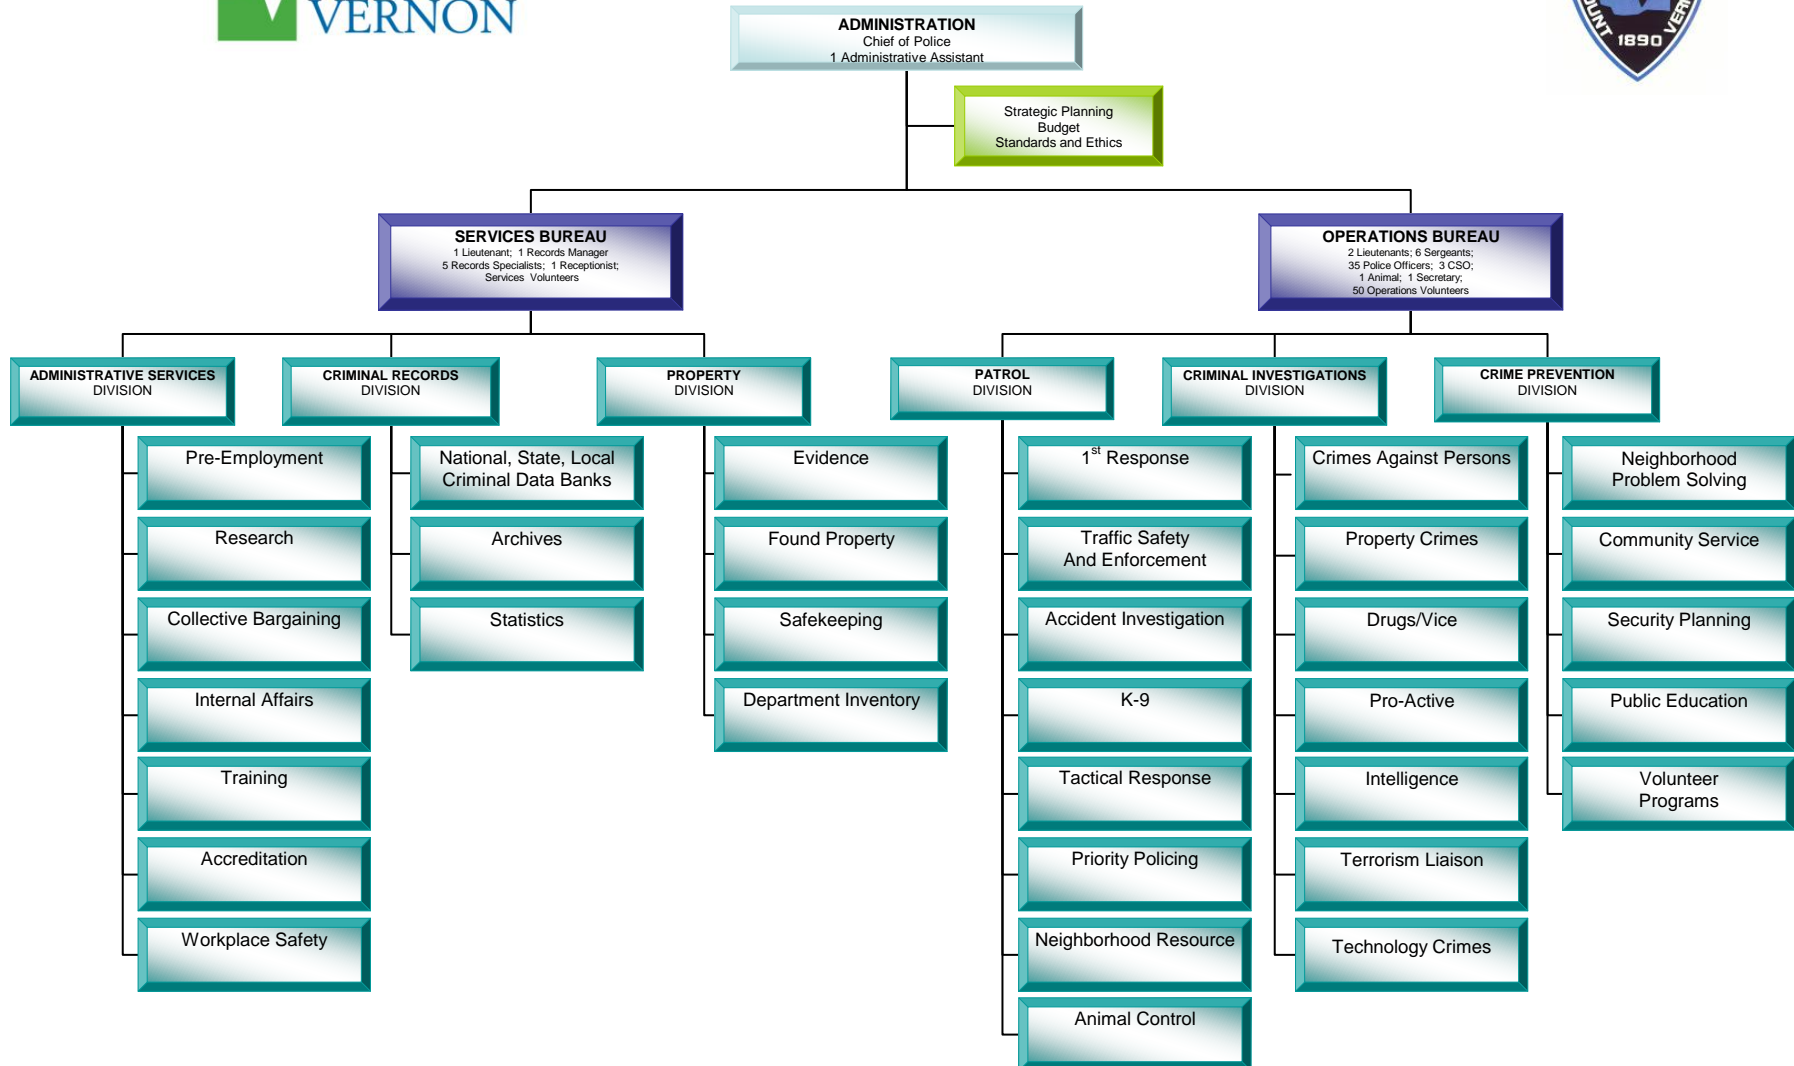 VERNON
ADMINISTRATION
Chief of Police
1 Administrative Assistant
MOUNT VERNON
1890
Strategic Planning
Budget
Standards and Ethics
SERVICES BUREAU
1 Lieutenant; 1 Records Manager
5 Records Specialists; 1 Receptionist;
Services Volunteers
OPERATIONS BUREAU
2 Lieutenants; 6 Sergeants;
35 Police Officers; 3 CSO;
1 Animal; 1 Secretary;
50 Operations Volunteers
ADMINISTRATIVE SERVICES
DIVISION
Pre-Employment
Research
Collective Bargaining
Internal Affairs
Training
Accreditation
Workplace Safety
CRIMINAL RECORDS
DIVISION
National, State, Local
Criminal Data Banks
Archives
Statistics
PROPERTY
DIVISION
Evidence
Found Property
Safekeeping
Department Inventory
PATROL
DIVISION
1st Response
Traffic Safety
And Enforcement
Accident Investigation
K-9
Tactical Response
Priority Policing
Neighborhood Resource
Animal Control
CRIMINAL INVESTIGATIONS
DIVISION
Crimes Against Persons
Property Crimes
Drugs/Vice
Pro-Active
Intelligence
Terrorism Liaison
Technology Crimes
CRIME PREVENTION
DIVISION
Neighborhood
Problem Solving
Community Service
Security Planning
Public Education
Volunteer
Programs